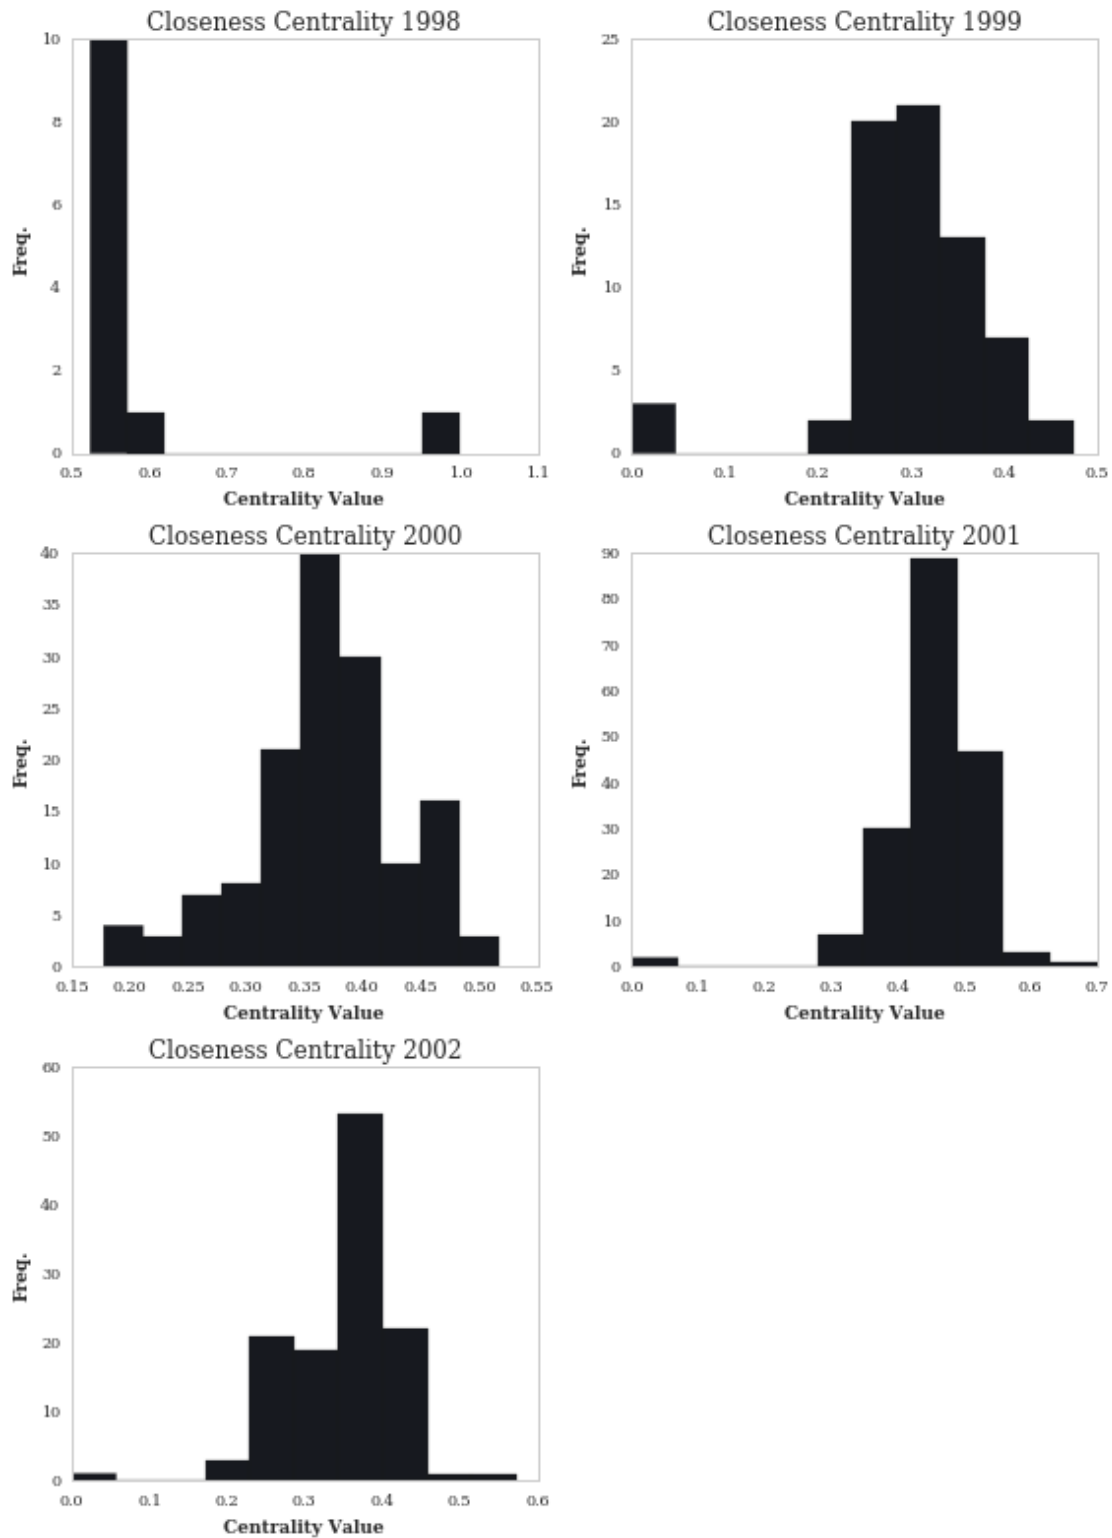 Closeness Centrality 1998
10
8
6
4
2
0
Freq.
0.5 0.6 0.7 0.8 0.9 1.0 1.1
Centrality Value
Closeness Centrality 1999
25
20
15
10
5
0
Freq.
0.0 0.1 0.2 0.3 0.4 0.5
Centrality Value
Closeness Centrality 2000
40
35
30
25
20
15
10
5
0
Freq.
0.15 0.20 0.25 0.30 0.35 0.40 0.45 0.50 0.55
Centrality Value
Closeness Centrality 2001
90
80
70
60
50
40
30
20
10
0
Freq.
0.0 0.1 0.2 0.3 0.4 0.5 0.6 0.7
Centrality Value
Closeness Centrality 2002
60
50
40
30
20
10
0
Freq.
0.0 0.1 0.2 0.3 0.4 0.5 0.6
Centrality Value